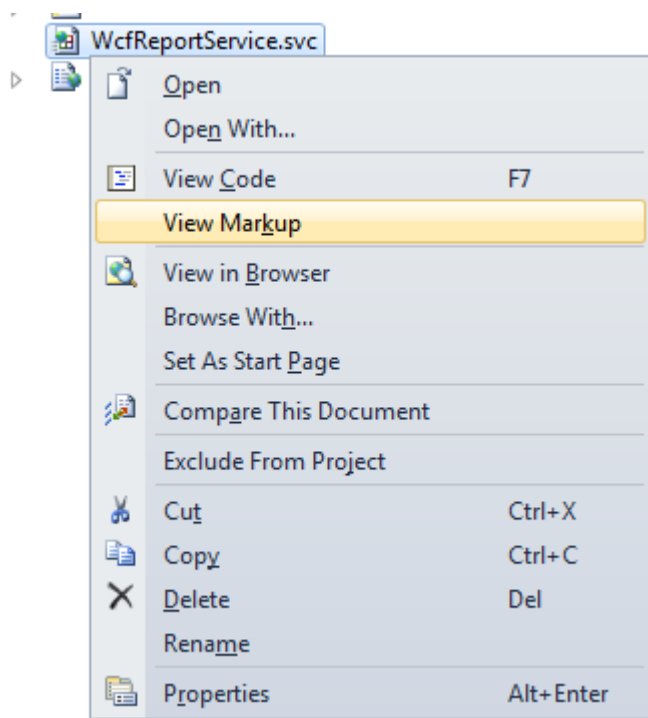 WcfReportService.svc
Open
Open With...
View Code F7
View Markup
View in Browser
Browse With...
Set As Start Page
Compare This Document
Exclude From Project
Cut Ctrl+X
Copy Ctrl+C
Delete Del
Rename
Properties Alt+Enter